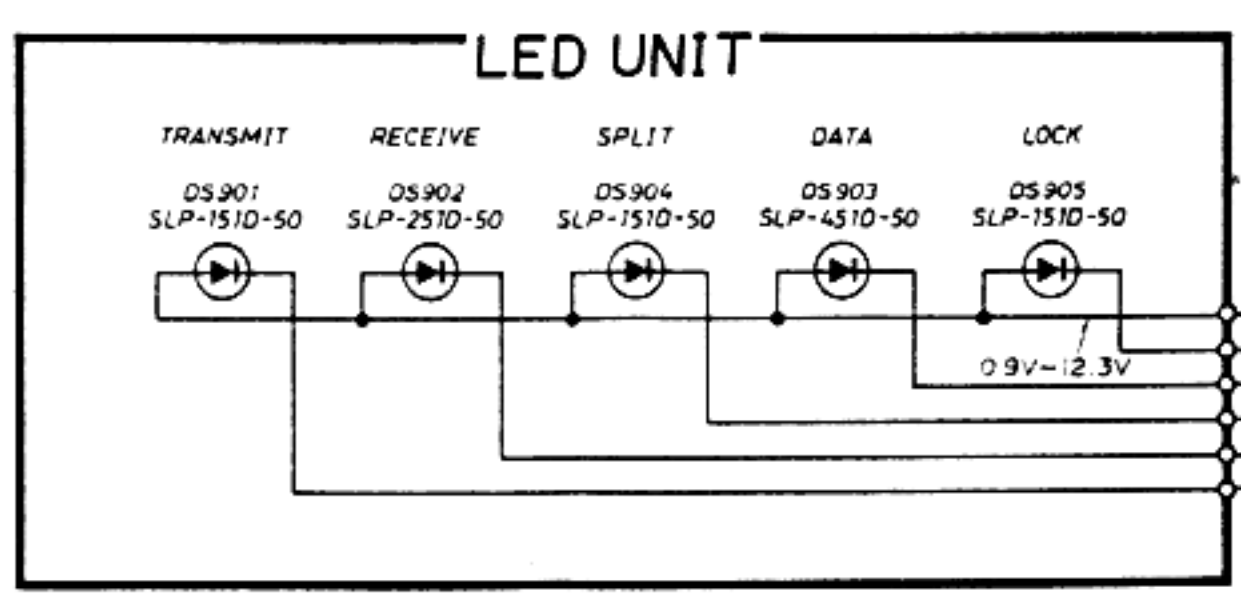 LED UNIT
TRANSMIT RECEIVE SPLIT DATA LOCK
DS901 DS902 DS904 DS903 DS905
SLP-151D-50 SLP-251D-50 SLP-151D-50 SLP-451D-50 SLP-151D-50
0.9V-12.3V